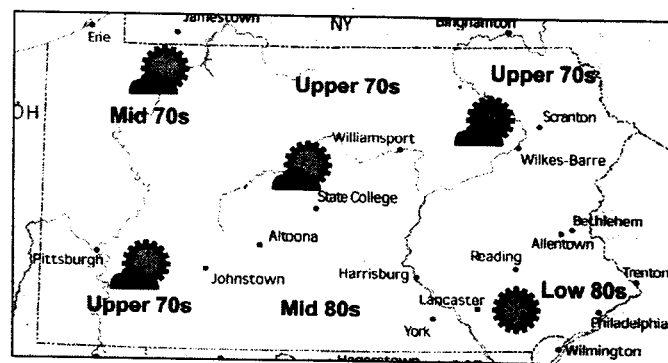 Jamestown
NY
Binghamton
Erie
Upper 70s
Upper 70s
OH
Mid 70s
Scranton
Williamsport
Wilkes-Barre
State College
Bethlehem
Altoona
Allentown
Pittsburgh
Reading
Johnstown
Harrisburg
Trenton
Upper 70s
Mid 80s
Lancaster
Low 80s
York
Philadelphia
Wilmington
Hagerstown